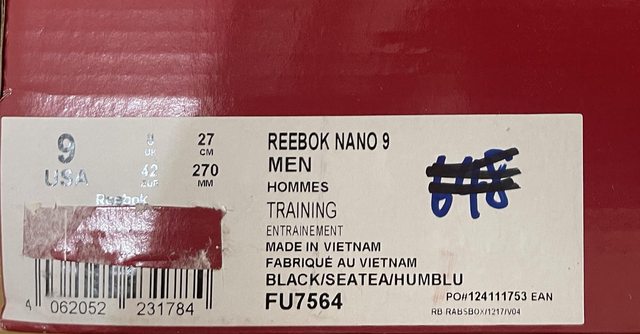 9
USA
8
UK
42
EUR
27
CM
270
MM
Reebok
4 062052 231784
REEBOK NANO 9
MEN
HOMMES
TRAINING
ENTRAINEMENT
MADE IN VIETNAM
FABRIQUÉ AU VIETNAM
BLACK/SEATEA/HUMBLU
FU7564
PO#124111753 EAN
RB-RABSBOX/1217/V04